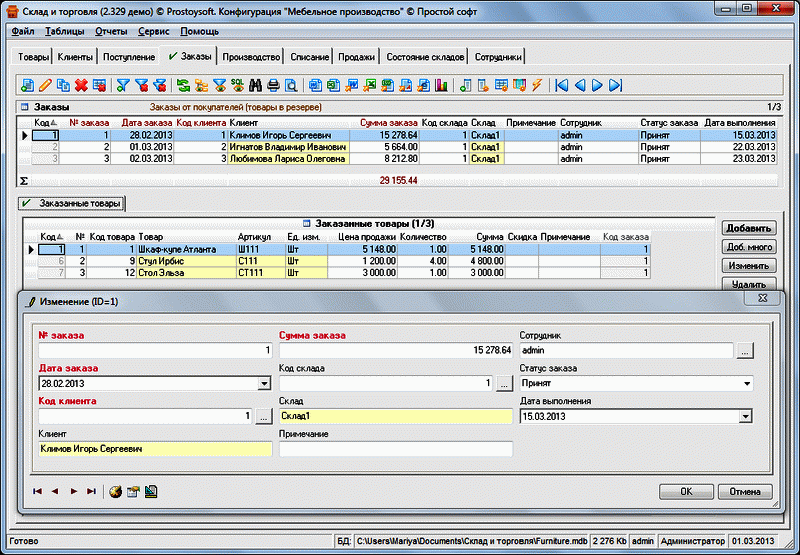 Склад и торговля (2.329 демо) © Prostoysoft. Конфигурация "Мебельное производство" © Простой софт
Файл Таблицы Отчеты Сервис Помощь
Товары Клиенты Поступление Заказы Производство Списание Продажи Состояние складов Сотрудники
SQL
Заказы Заказы от покупателей (товары в резерве) 1/3
Код № заказа Дата заказа Код клиента Клиент Сумма заказа Код склада Склад Примечание Сотрудник Статус заказа Дата выполнения
1 1 28.02.2013 1 Климов Игорь Сергеевич 15 278.64 1 Склад1 admin Принят 15.03.2013
2 2 01.03.2013 2 Игнатов Владимир Иванович 5 664.00 1 Склад1 admin Принят 22.03.2013
3 3 02.03.2013 3 Любимова Лариса Олеговна 8 212.80 1 Склад1 admin Принят 23.03.2013
Σ 29 155.44
Заказанные товары
Заказанные товары (1/3)
Код № Код товара Товар Артикул Ед. изм. Цена продажи Количество Сумма Скидка Примечание Код заказа
1 1 1 Шкаф-купе Атланта Ш111 Шт 5 148.00 1.00 5 148.00 1
6 2 9 Стул Ирбис С111 Шт 1 200.00 4.00 4 800.00 1
7 3 12 Стол Эльза СТ111 Шт 3 000.00 1.00 3 000.00 1
Добавить
Доб. много
Изменить
Удалить
Изменение (ID=1)
№ заказа Сумма заказа Сотрудник
1 15 278.64 admin ...
Дата заказа Код склада Статус заказа
28.02.2013 1 ... Принят
Код клиента Склад Дата выполнения
1 ... Склад1 15.03.2013
Клиент Примечание
Климов Игорь Сергеевич
OK Отмена
Готово БД: C:\Users\Mariya\Documents\Склад и торговля\Furniture.mdb 2 276 Kb admin Администратор 01.03.2013